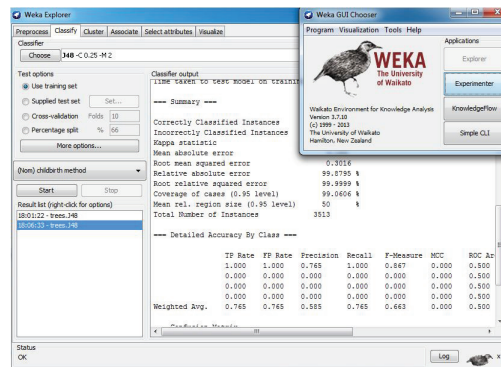 Weka Explorer
Preprocess Classify Cluster Associate Select attributes Visualize
Classifier
Choose J48 -C 0.25 -M 2
Test options
Use training set
Supplied test set Set...
Cross-validation Folds 10
Percentage split % 66
More options...
(Nom) childbirth method
Start Stop
Result list (right-click for options)
18:01:22 - trees.J48
18:06:33 - trees.J48
Classifier output
Time taken to test model on traini
=== Summary ===
Correctly Classified Instances
Incorrectly Classified Instances
Kappa statistic
Mean absolute error
Root mean squared error 0.3016
Relative absolute error 99.8795 %
Root relative squared error 99.9999 %
Coverage of cases (0.95 level) 99.0606 %
Mean rel. region size (0.95 level) 50 %
Total Number of Instances 3513
=== Detailed Accuracy By Class ===
TP Rate FP Rate Precision Recall F-Measure MCC ROC Ar
1.000 1.000 0.765 1.000 0.867 0.000 0.500
0.000 0.000 0.000 0.000 0.000 0.000 0.500
0.000 0.000 0.000 0.000 0.000 0.000 0.500
0.000 0.000 0.000 0.000 0.000 0.000 0.500
Weighted Avg. 0.765 0.765 0.585 0.765 0.663 0.000 0.500
Status
OK
Log
x
Weka GUI Chooser
Program Visualization Tools Help
WEKA
The University
of Waikato
Waikato Environment for Knowledge Analysis
Version 3.7.10
(c) 1999 - 2013
The University of Waikato
Hamilton, New Zealand
Applications
Explorer
Experimenter
KnowledgeFlow
Simple CLI